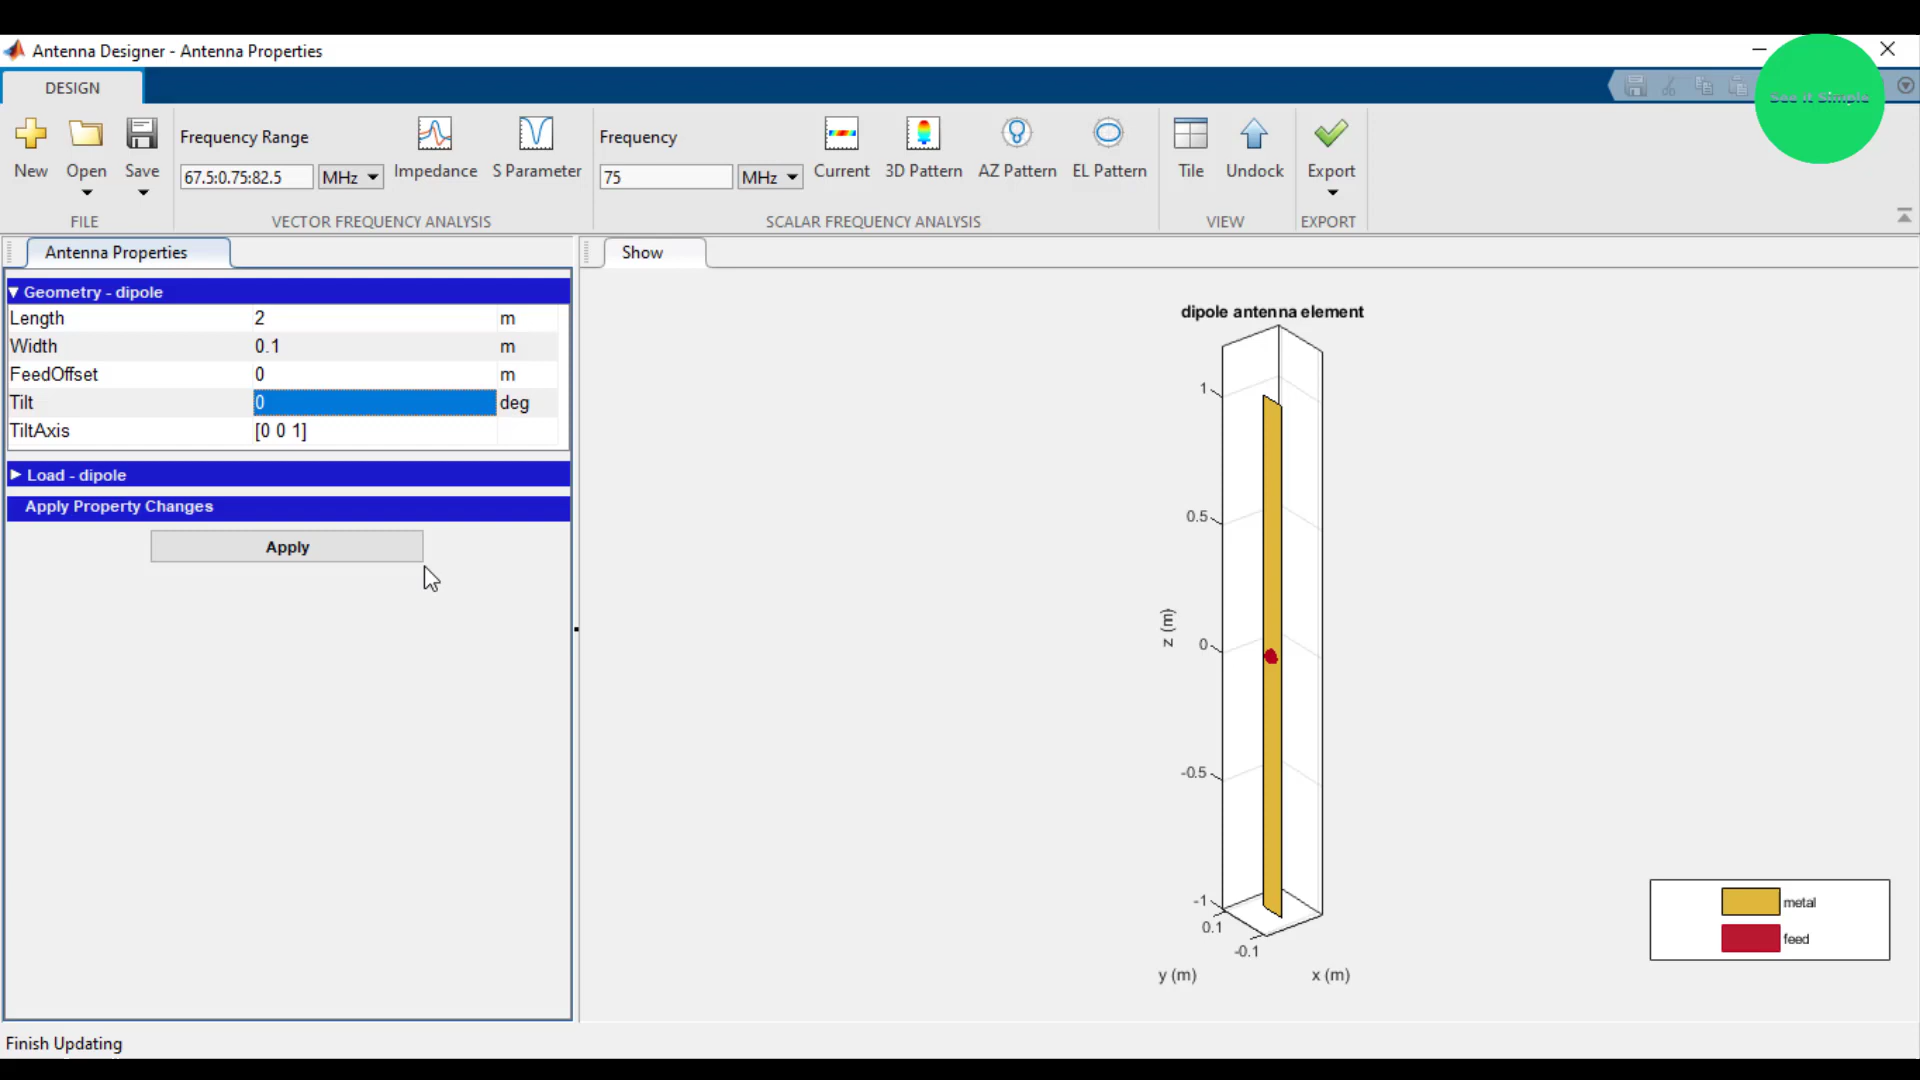 Antenna Designer - Antenna Properties
DESIGN
See It Simple
New
Open
Save
FILE
Frequency Range
67.5:0.75:82.5
MHz
Impedance
S Parameter
VECTOR FREQUENCY ANALYSIS
Frequency
75
MHz
Current
3D Pattern
AZ Pattern
EL Pattern
SCALAR FREQUENCY ANALYSIS
Tile
Undock
VIEW
Export
EXPORT
Antenna Properties
Geometry - dipole
Length 2 m
Width 0.1 m
FeedOffset 0 m
Tilt 0 deg
TiltAxis [0 0 1]
Load - dipole
Apply Property Changes
Apply
Show
dipole antenna element
1
0.5
0
-0.5
-1
z (m)
0.1
-0.1
y (m)
x (m)
metal
feed
Finish Updating